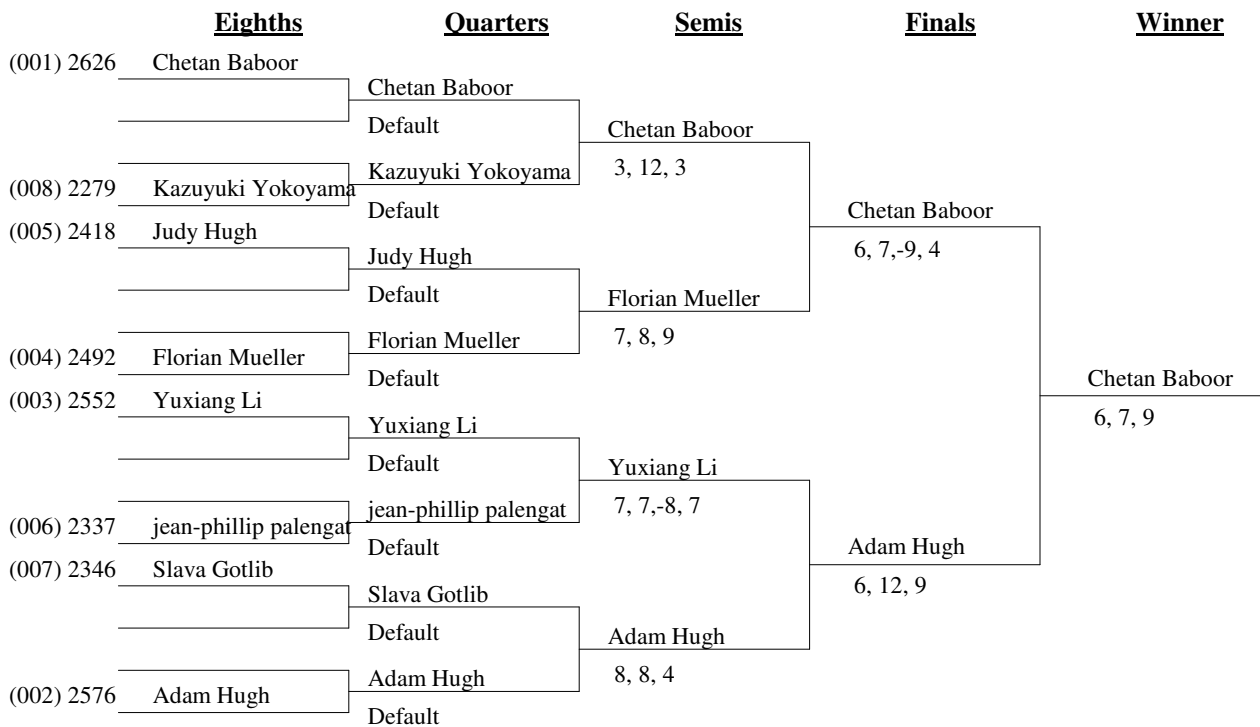 Eighths Quarters Semis Finals Winner
(001) 2626 Chetan Baboor
Chetan Baboor
Default
Chetan Baboor
3, 12, 3
(008) 2279 Kazuyuki Yokoyama
Kazuyuki Yokoyama
Default
Chetan Baboor
6, 7,-9, 4
(005) 2418 Judy Hugh
Judy Hugh
Default
Florian Mueller
7, 8, 9
(004) 2492 Florian Mueller
Florian Mueller
Default
Chetan Baboor
6, 7, 9
(003) 2552 Yuxiang Li
Yuxiang Li
Default
Yuxiang Li
7, 7,-8, 7
(006) 2337 jean-phillip palengat
jean-phillip palengat
Default
Adam Hugh
6, 12, 9
(007) 2346 Slava Gotlib
Slava Gotlib
Default
Adam Hugh
8, 8, 4
(002) 2576 Adam Hugh
Adam Hugh
Default